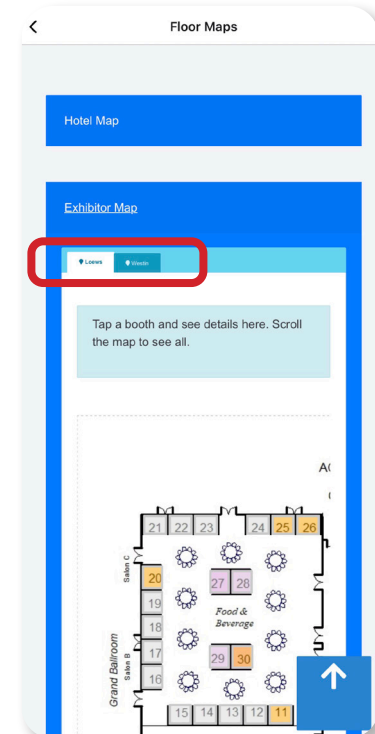 Floor Maps
Hotel Map
Exhibitor Map
Loews Westin
Tap a booth and see details here. Scroll
the map to see all.
21 22 23 24 25 26
Salon C
20
27 28
19
Food &
Beverage
18
Grand Ballroom
Salon B
17
29 30
16
15 14 13 12 11